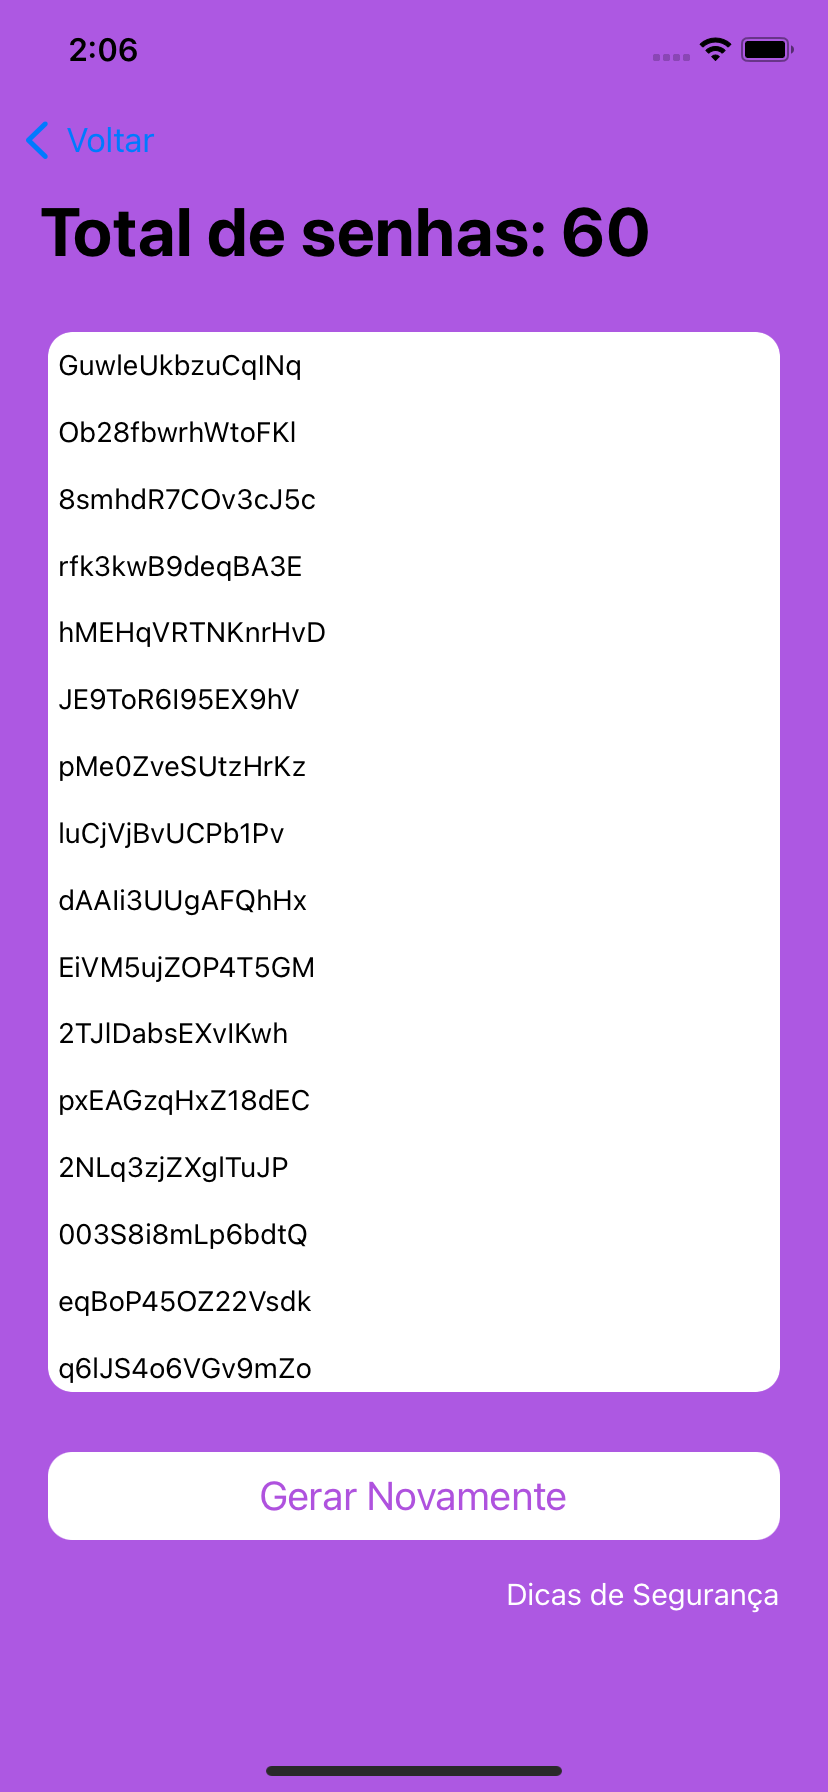 2:06
Voltar
Total de senhas: 60
GuwleUkbzuCqINq
Ob28fbwrhWtoFKl
8smhdR7COv3cJ5c
rfk3kwB9deqBA3E
hMEHqVRTNKnrHvD
JE9ToR6I95EX9hV
pMe0ZveSUtzHrKz
luCjVjBvUCPb1Pv
dAAIi3UUgAFQhHx
EiVM5ujZOP4T5GM
2TJlDabsEXvIKwh
pxEAGzqHxZ18dEC
2NLq3zjZXglTuJP
003S8i8mLp6bdtQ
eqBoP45OZ22Vsdk
q6lJS4o6VGv9mZo
Gerar Novamente
Dicas de Segurança